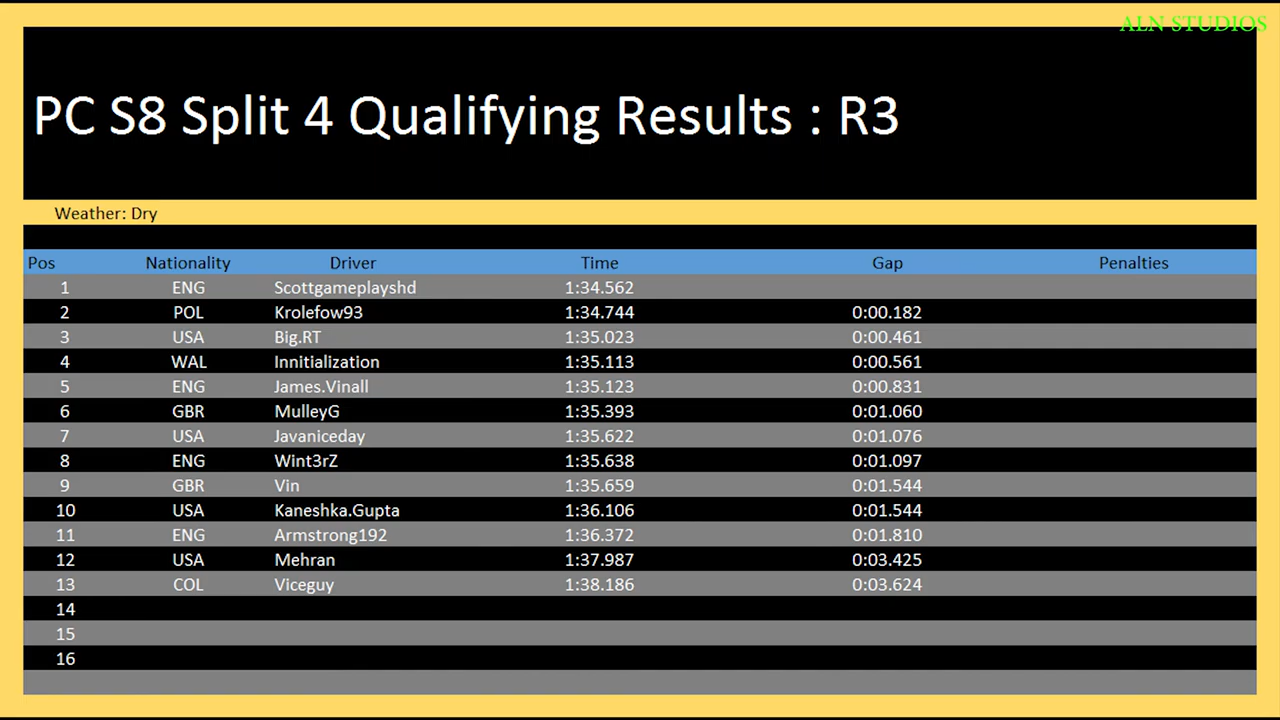 ALN STUDIOS
PC S8 Split 4 Qualifying Results : R3
Weather: Dry
Pos Nationality Driver Time Gap Penalties
1 ENG Scottgameplayshd 1:34.562
2 POL Krolefow93 1:34.744 0:00.182
3 USA Big.RT 1:35.023 0:00.461
4 WAL Innitialization 1:35.113 0:00.561
5 ENG James.Vinall 1:35.123 0:00.831
6 GBR MulleyG 1:35.393 0:01.060
7 USA Javaniceday 1:35.622 0:01.076
8 ENG Wint3rZ 1:35.638 0:01.097
9 GBR Vin 1:35.659 0:01.544
10 USA Kaneshka.Gupta 1:36.106 0:01.544
11 ENG Armstrong192 1:36.372 0:01.810
12 USA Mehran 1:37.987 0:03.425
13 COL Viceguy 1:38.186 0:03.624
14
15
16